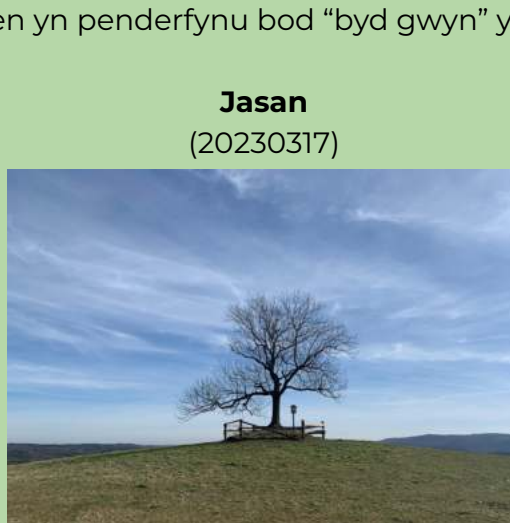 en yn penderfynu bod “byd gwyn” y
Jasan
(20230317)